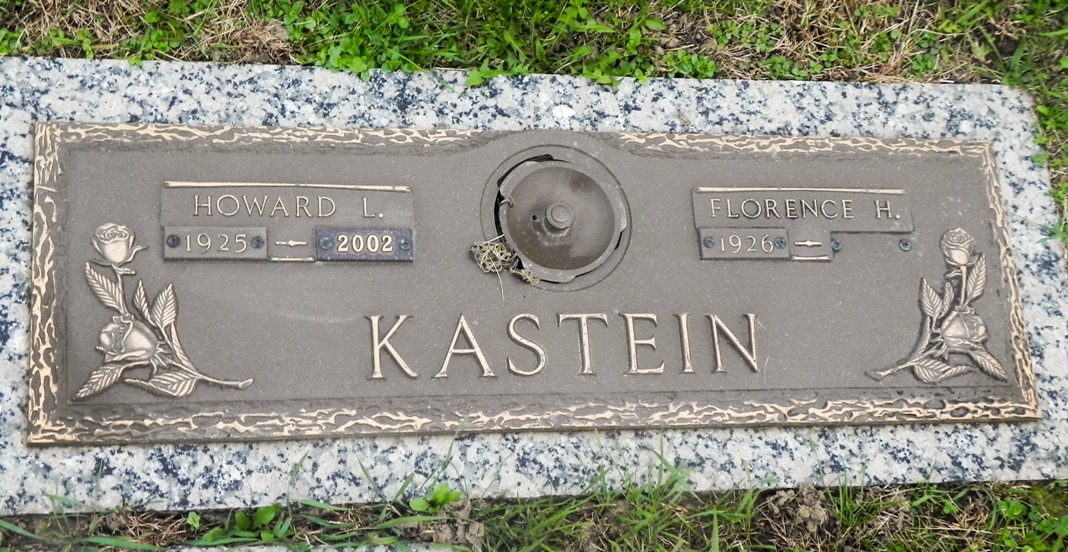 HOWARD L.
1925 - 2002
FLORENCE H.
1926 -
KASTEIN